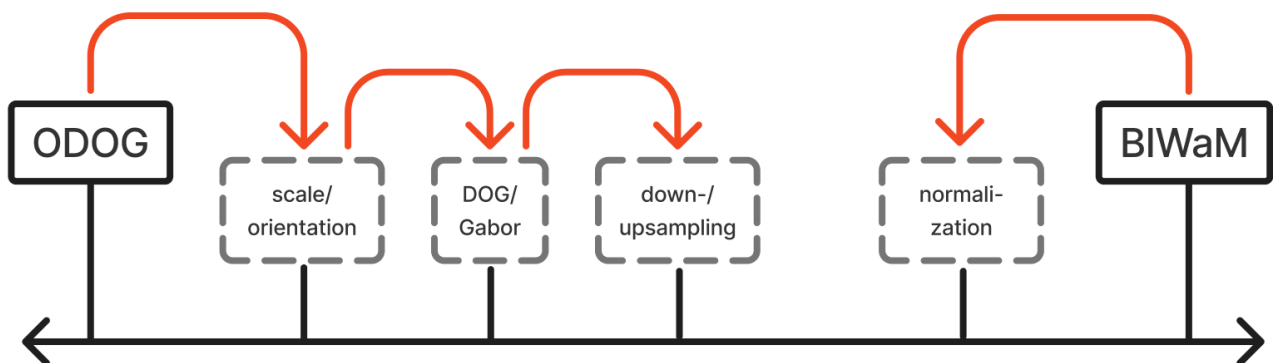 ODOG
scale/
orientation
DOG/
Gabor
down-/
upsampling
normali-
zation
BIWaM